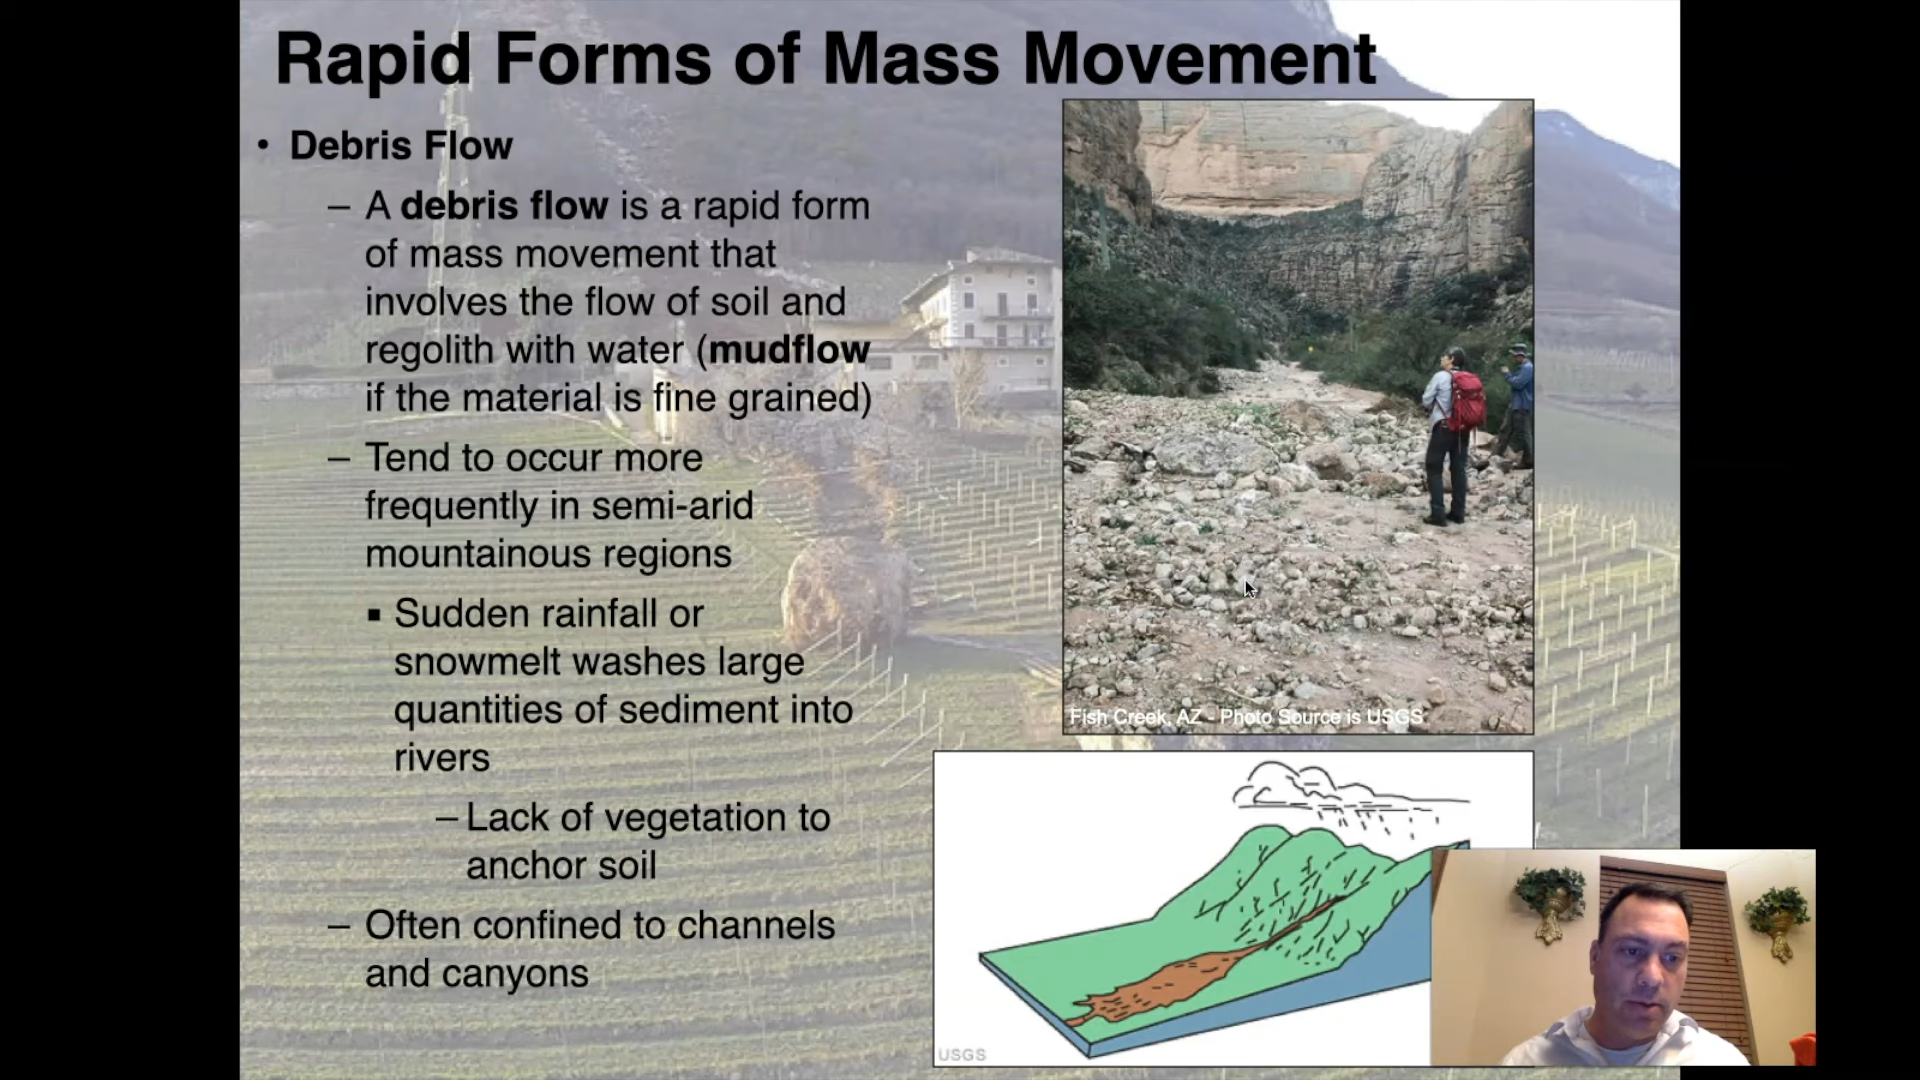 Rapid Forms of Mass Movement
• Debris Flow
– A debris flow is a rapid form
of mass movement that
involves the flow of soil and
regolith with water (mudflow
if the material is fine grained)
– Tend to occur more
frequently in semi-arid
mountainous regions
▪ Sudden rainfall or
snowmelt washes large
quantities of sediment into
rivers
– Lack of vegetation to
anchor soil
– Often confined to channels
and canyons
Fish Creek, AZ - Photo Source is USGS
USGS